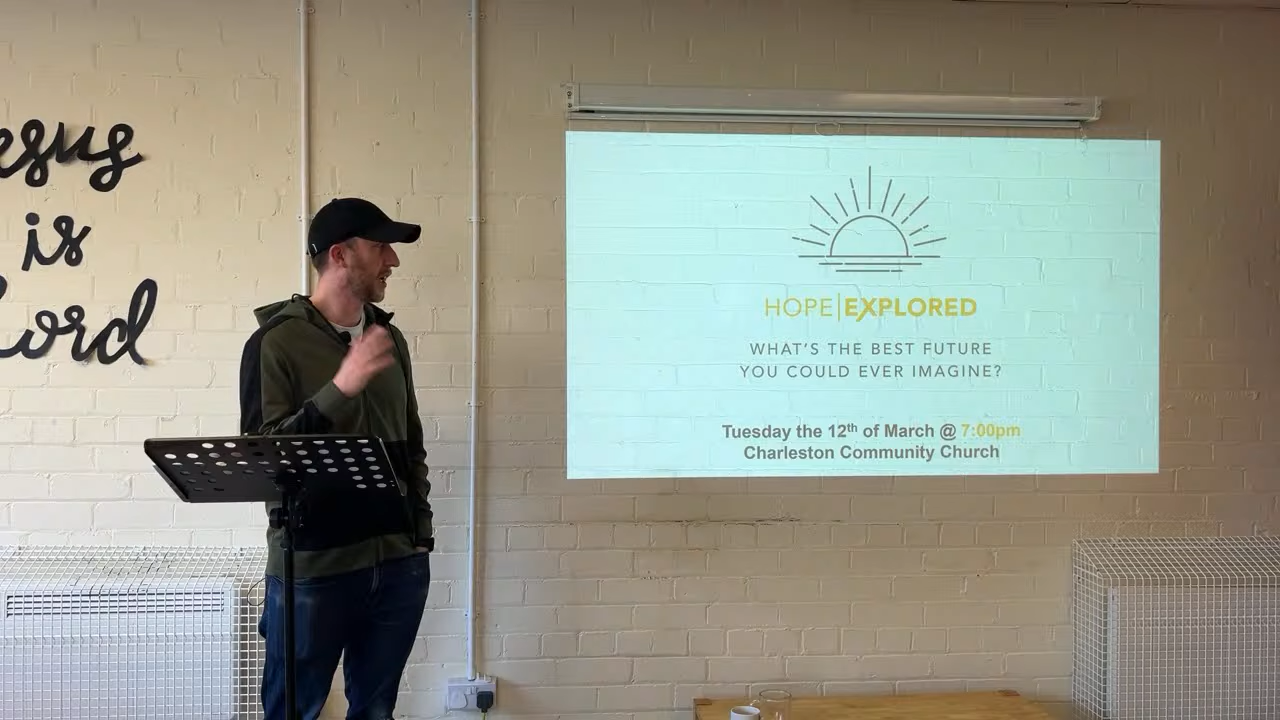 esus
is
Lord
HOPE|EXPLORED
WHAT'S THE BEST FUTURE
YOU COULD EVER IMAGINE?
Tuesday the 12th of March @ 7:00pm
Charleston Community Church